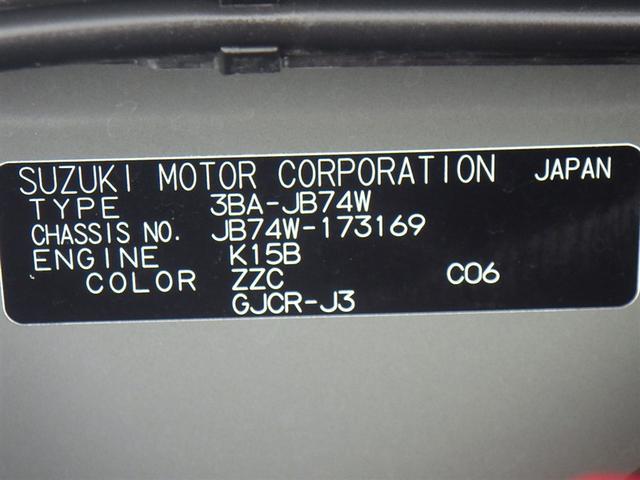 SUZUKI MOTOR CORPORATION JAPAN
TYPE 3BA-JB74W
CHASSIS NO. JB74W-173169
ENGINE K15B
COLOR ZZC C06
GJCR-J3